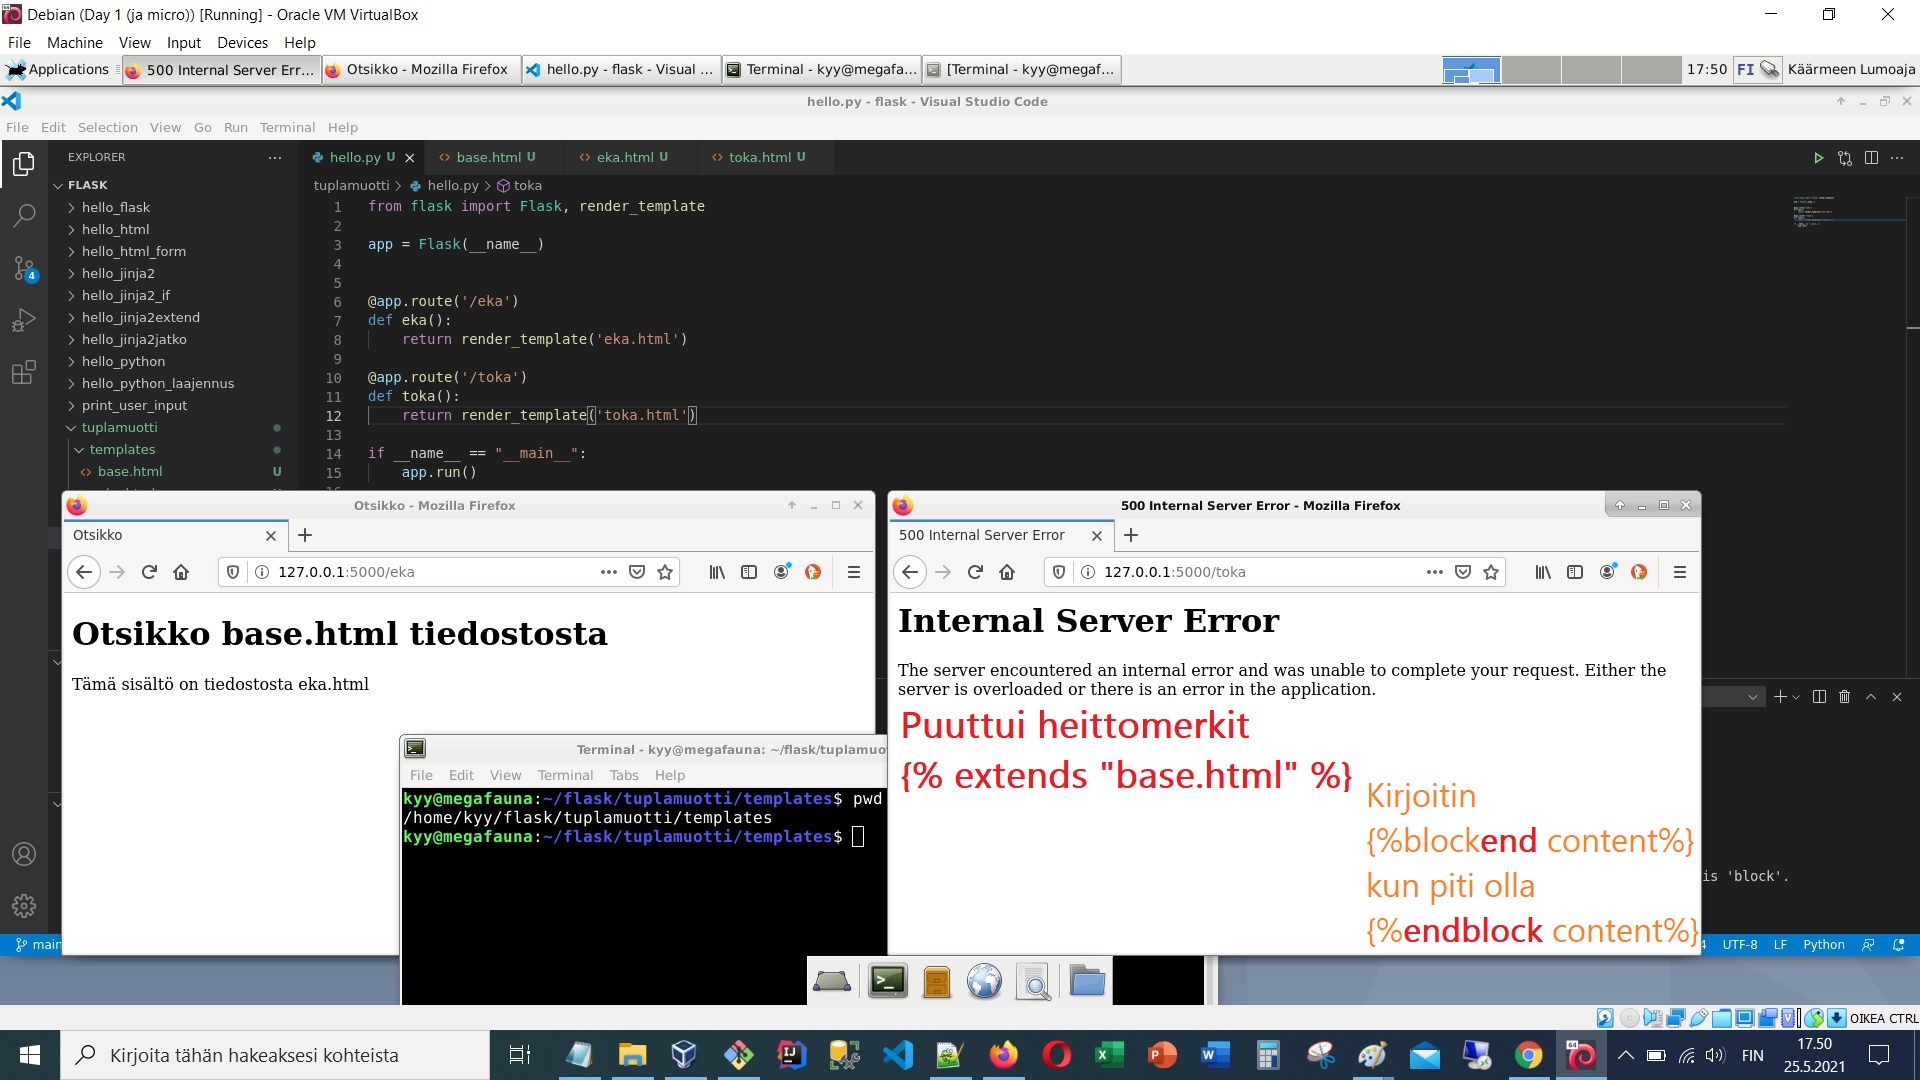 Debian (Day 1 (ja micro)) [Running] - Oracle VM VirtualBox
File Machine View Input Devices Help
Applications 500 Internal Server Err... Otsikko - Mozilla Firefox hello.py - flask - Visual ... Terminal - kyy@megafa... [Terminal - kyy@megaf... 17:50 FI Käärmeen Lumoaja
hello.py - flask - Visual Studio Code
File Edit Selection View Go Run Terminal Help
EXPLORER ··· hello.py U base.html U eka.html U toka.html U ···
FLASK
tuplamuotti > hello.py > toka
hello_flask
hello_html
hello_html_form
hello_jinja2
hello_jinja2_if
hello_jinja2extend
hello_jinja2jatko
hello_python
hello_python_laajennus
print_user_input
tuplamuotti
templates
base.html U
4
1 from flask import Flask, render_template
2
3 app = Flask(__name__)
4
5
6 @app.route('/eka')
7 def eka():
8 return render_template('eka.html')
9
10 @app.route('/toka')
11 def toka():
12 return render_template('toka.html')
13
14 if __name__ == "__main__":
15 app.run()
Otsikko - Mozilla Firefox
Otsikko
127.0.0.1:5000/eka
Otsikko base.html tiedostosta
Tämä sisältö on tiedostosta eka.html
500 Internal Server Error - Mozilla Firefox
500 Internal Server Error
127.0.0.1:5000/toka
Internal Server Error
The server encountered an internal error and was unable to complete your request. Either the
server is overloaded or there is an error in the application.
Puuttui heittomerkit
{% extends "base.html" %}
Kirjoitin
{%blockend content%}
kun piti olla
{%endblock content%}
Terminal - kyy@megafauna: ~/flask/tuplamuo
File Edit View Terminal Tabs Help
kyy@megafauna:~/flask/tuplamuotti/templates$ pwd
/home/kyy/flask/tuplamuotti/templates
kyy@megafauna:~/flask/tuplamuotti/templates$
is 'block'.
main 4 UTF-8 LF Python
OIKEA CTRL
Kirjoita tähän hakeaksesi kohteista
FIN 17.50
25.5.2021